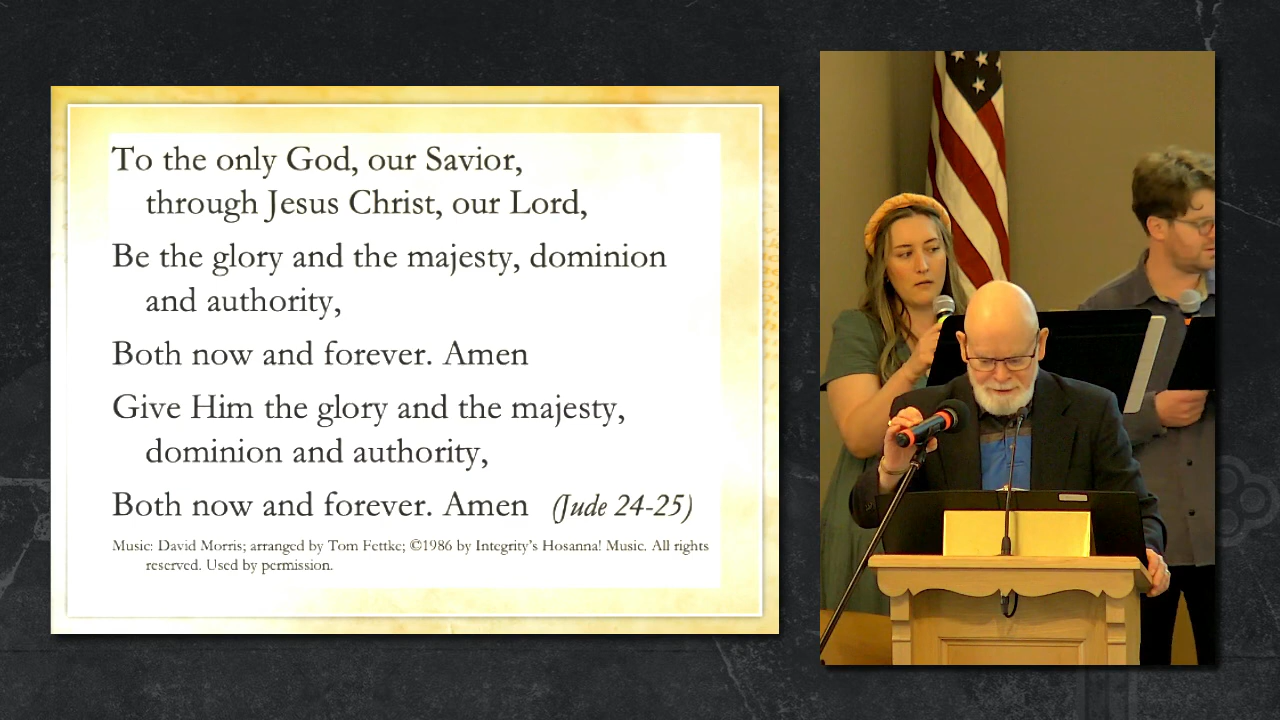 To the only God, our Savior,
through Jesus Christ, our Lord,
Be the glory and the majesty, dominion
and authority,
Both now and forever. Amen
Give Him the glory and the majesty,
dominion and authority,
Both now and forever. Amen (Jude 24-25)
Music: David Morris; arranged by Tom Fettke; ©1986 by Integrity's Hosanna! Music. All rights
reserved. Used by permission.